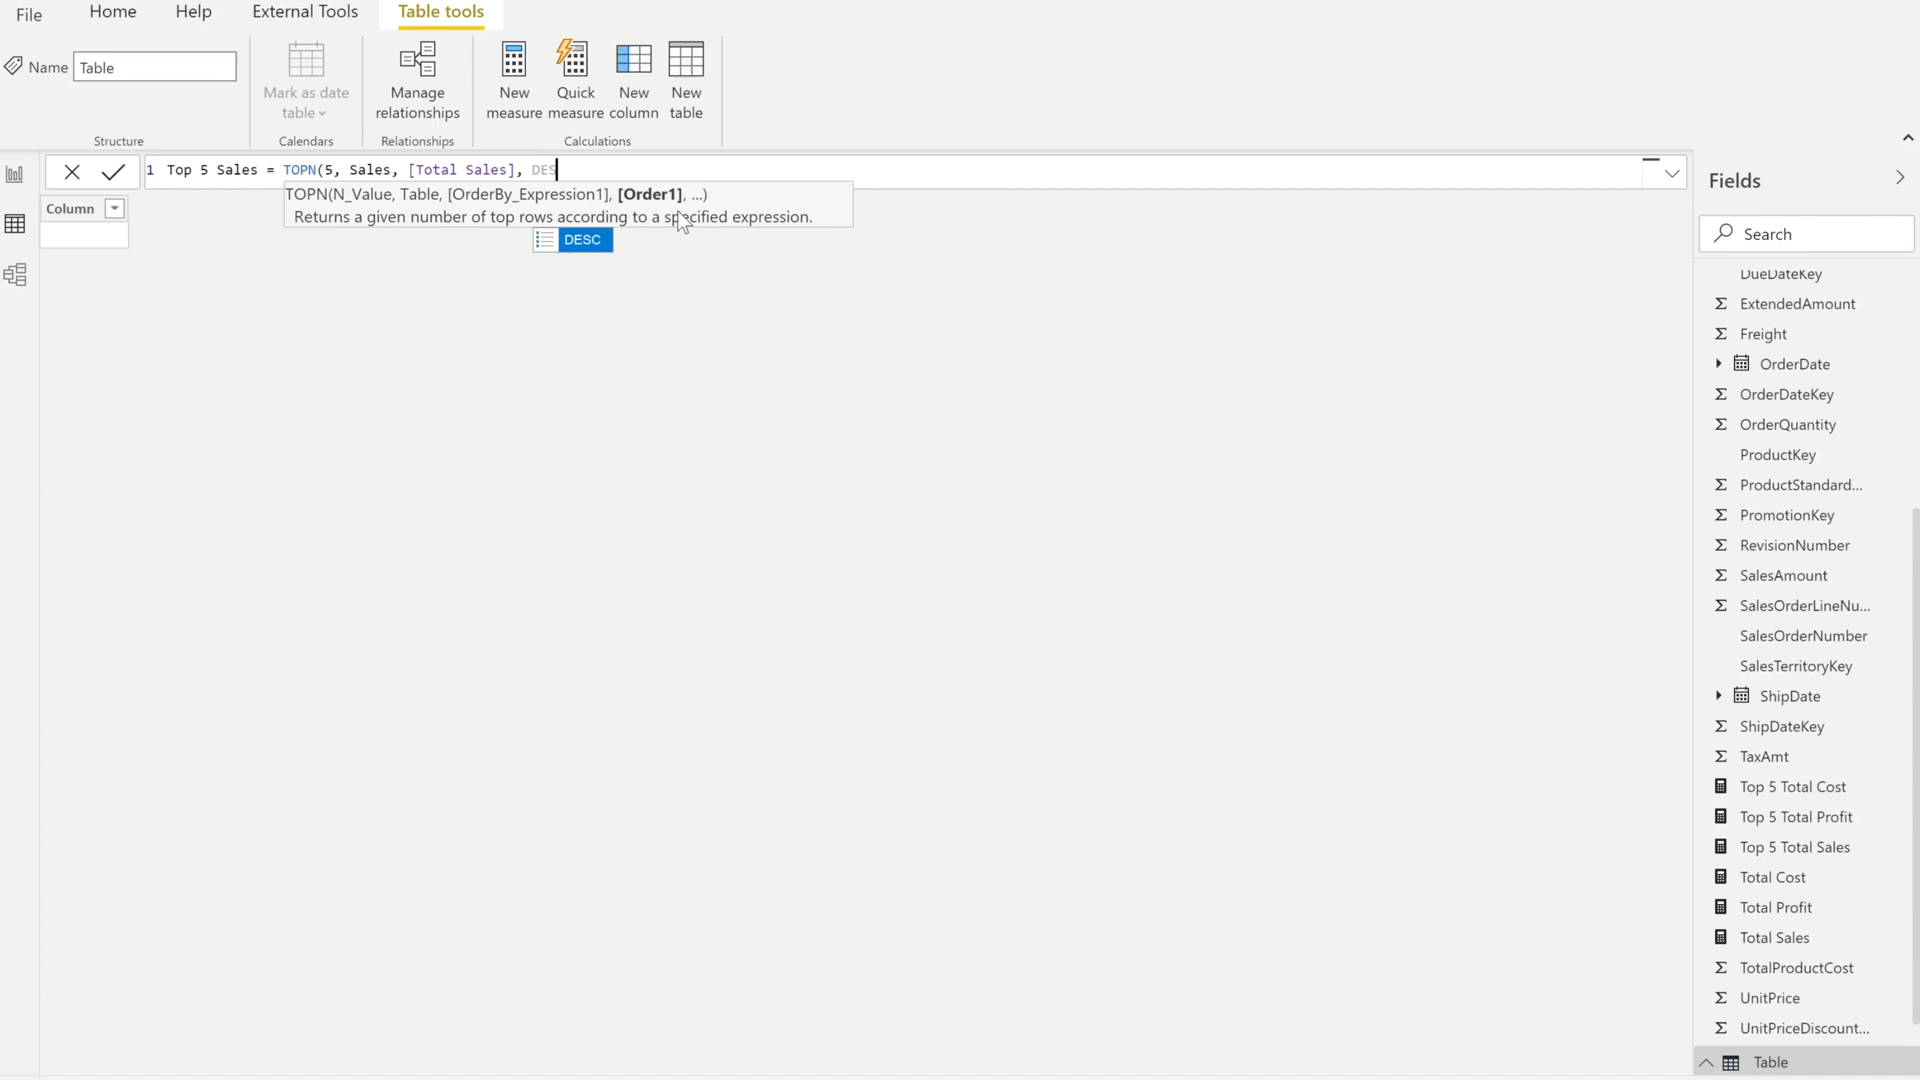 File Home Help External Tools Table tools
Name Table
Mark as date
table
Manage
relationships
New
measure
Quick
measure
New
column
New
table
Structure Calendars Relationships Calculations
1 Top 5 Sales = TOPN(5, Sales, [Total Sales], DES
TOPN(N_Value, Table, [OrderBy_Expression1], [Order1], ...)
Returns a given number of top rows according to a specified expression.
DESC
Column
Fields
Search
DueDateKey
ExtendedAmount
Freight
OrderDate
OrderDateKey
OrderQuantity
ProductKey
ProductStandard...
PromotionKey
RevisionNumber
SalesAmount
SalesOrderLineNu...
SalesOrderNumber
SalesTerritoryKey
ShipDate
ShipDateKey
TaxAmt
Top 5 Total Cost
Top 5 Total Profit
Top 5 Total Sales
Total Cost
Total Profit
Total Sales
TotalProductCost
UnitPrice
UnitPriceDiscount...
Table